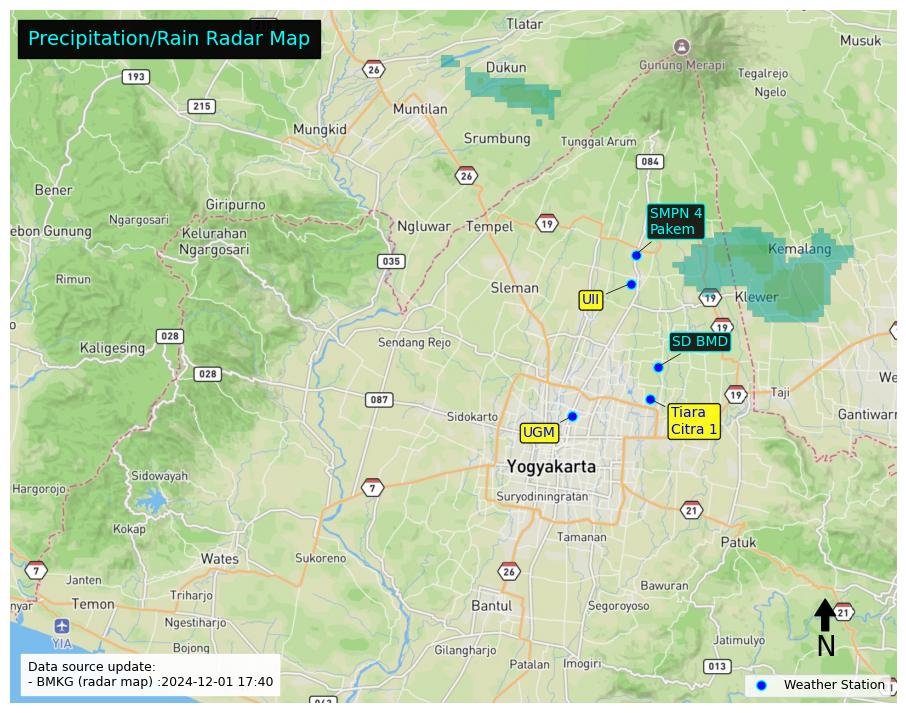 Precipitation/Rain Radar Map
Tlatar
Musuk
26
Dukun
Gunung Merapi
Tegalrejo
193
Ngelo
215
Muntilan
Mungkid
Srumbung
Tunggal Arum
084
26
Bener
Giripurno
SMPN 4
Pakem
Ngargosari
Ngluwar
Tempel
19
ebon Gunung
Kelurahan
Ngargosari
Kemalang
035
Rimun
Sleman
UII
19
Klewer
19
028
Sendang Rejo
SD BMD
Kaligesing
028
We
087
19
Taji
Sidokarto
Tiara
Citra 1
Gantiwarn
UGM
Yogyakarta
Sidowayah
Hargorojo
7
Suryodiningratan
21
Kokap
Tamanan
Patuk
Wates
Sukoreno
7
26
Janten
Bawuran
Triharjo
nyar
Temon
Bantul
Segoroyoso
21
Ngestiharjo
YIA
N
Bojong
Gilangharjo
Jatimulyo
Patalan
Imogiri
013
Data source update:
- BMKG (radar map) :2024-12-01 17:40
Weather Station